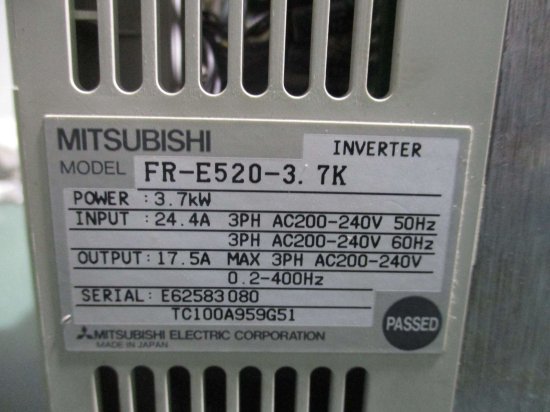 MITSUBISHI
INVERTER
MODEL FR-E520-3.7K
POWER : 3.7kW
INPUT : 24.4A 3PH AC200-240V 50Hz
3PH AC200-240V 60Hz
OUTPUT: 17.5A MAX 3PH AC200-240V
0.2-400Hz
SERIAL: E62583080
TC100A959G51
PASSED
MITSUBISHI ELECTRIC CORPORATION
MADE IN JAPAN